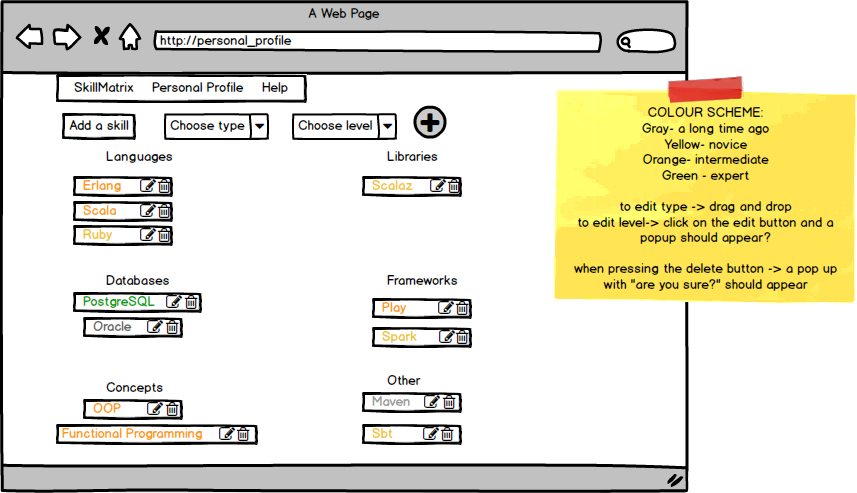 A Web Page
http://personal_profile
SkillMatrix Personal Profile Help
Add a skill Choose type Choose level
Languages Libraries
Erlang Scalaz
Scala
Ruby
Databases Frameworks
PostgreSQL Play
Oracle Spark
Concepts Other
OOP Maven
Functional Programming Sbt
COLOUR SCHEME:
Gray- a long time ago
Yellow- novice
Orange- intermediate
Green - expert
to edit type -> drag and drop
to edit level-> click on the edit button and a
popup should appear?
when pressing the delete button -> a pop up
with "are you sure?" should appear